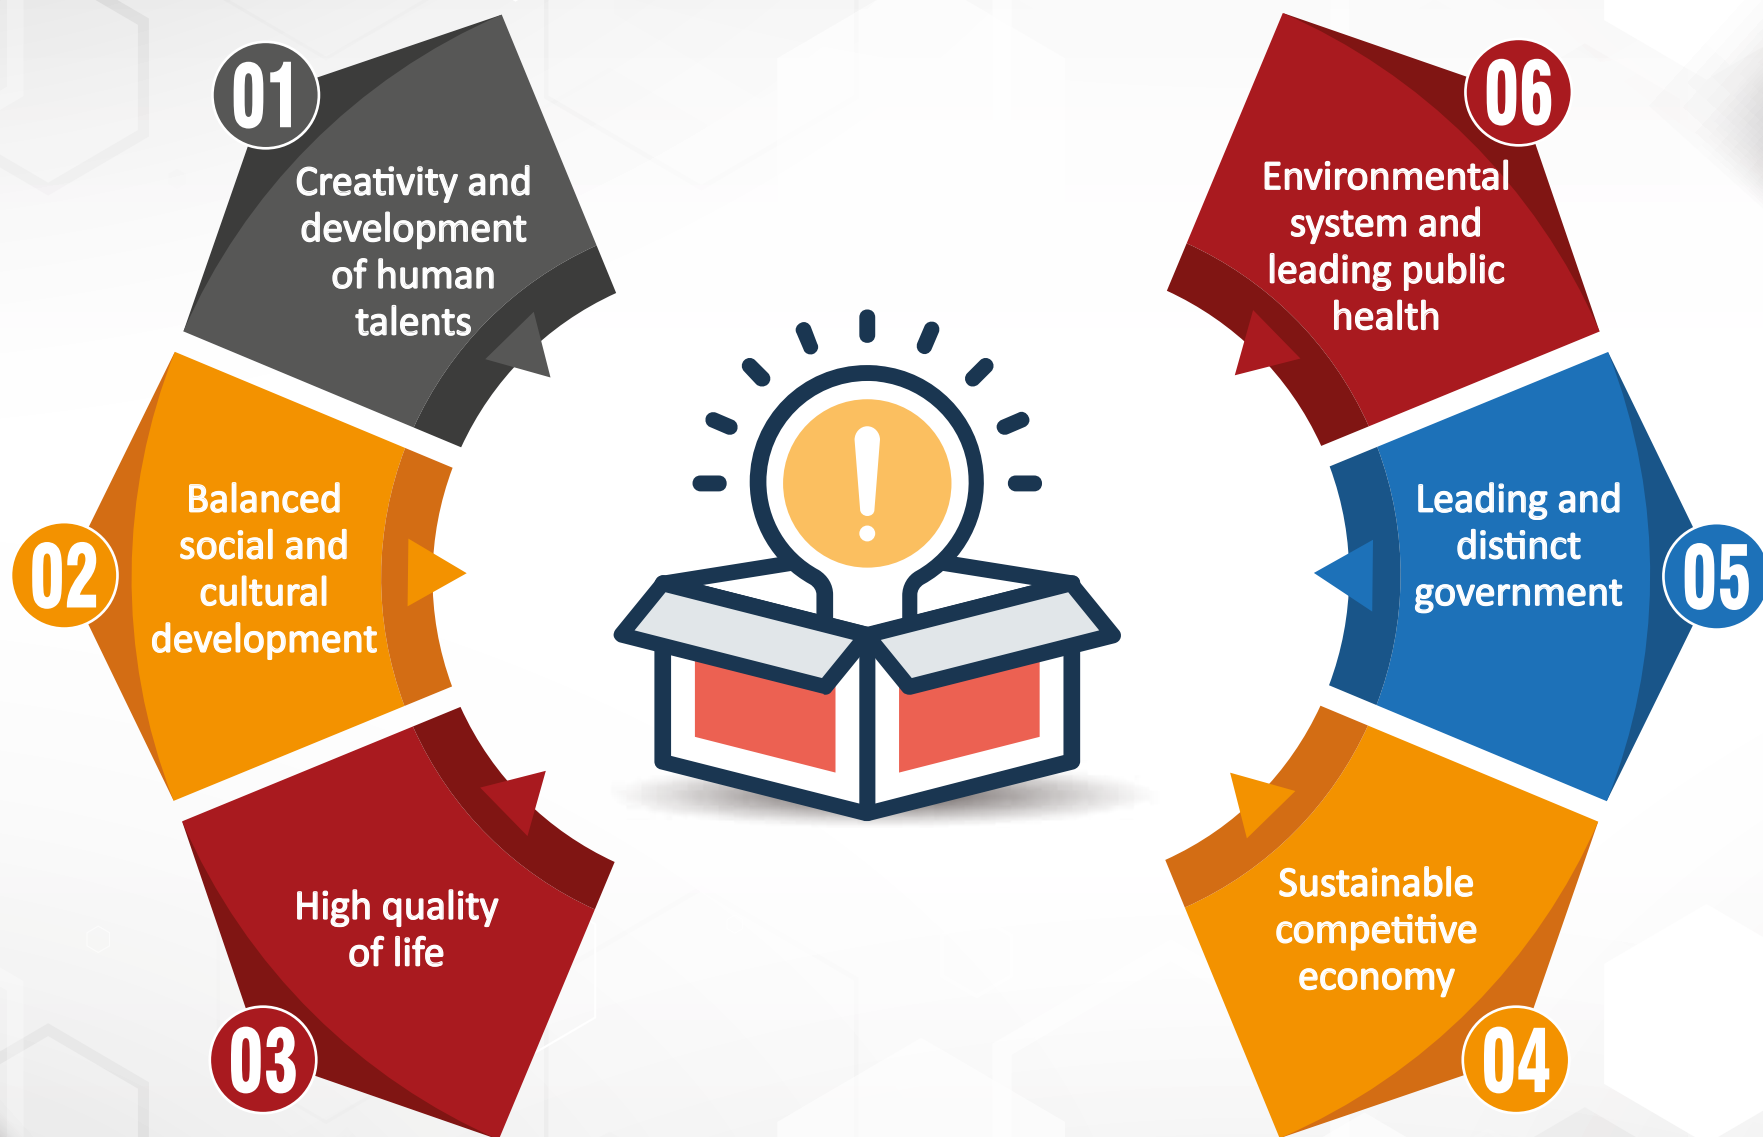 01
Creativity and
development
of human
talents
02
Balanced
social and
cultural
development
03
High quality
of life
04
Sustainable
competitive
economy
05
Leading and
distinct
government
06
Environmental
system and
leading public
health
!